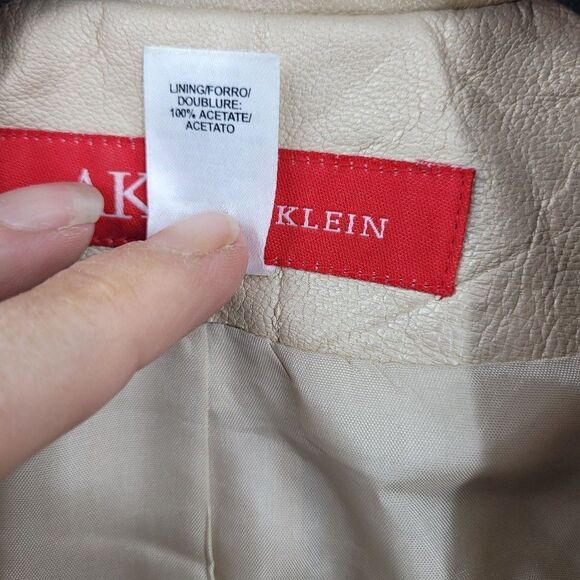 LINING/FORRO/
DOUBLURE:
100% ACETATE/
ACETATO
AK KLEIN